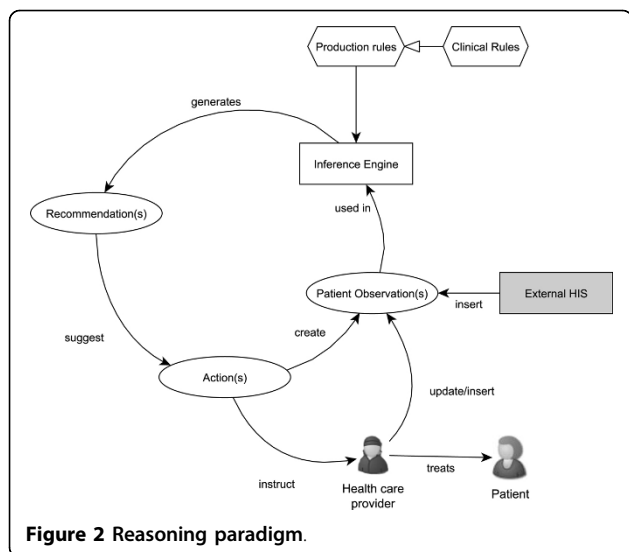 Production rules
Clinical Rules
generates
Inference Engine
used in
Recommendation(s)
Patient Observation(s)
External HIS
insert
suggest
create
Action(s)
update/insert
instruct
treats
Health care
provider
Patient
Figure 2 Reasoning paradigm.